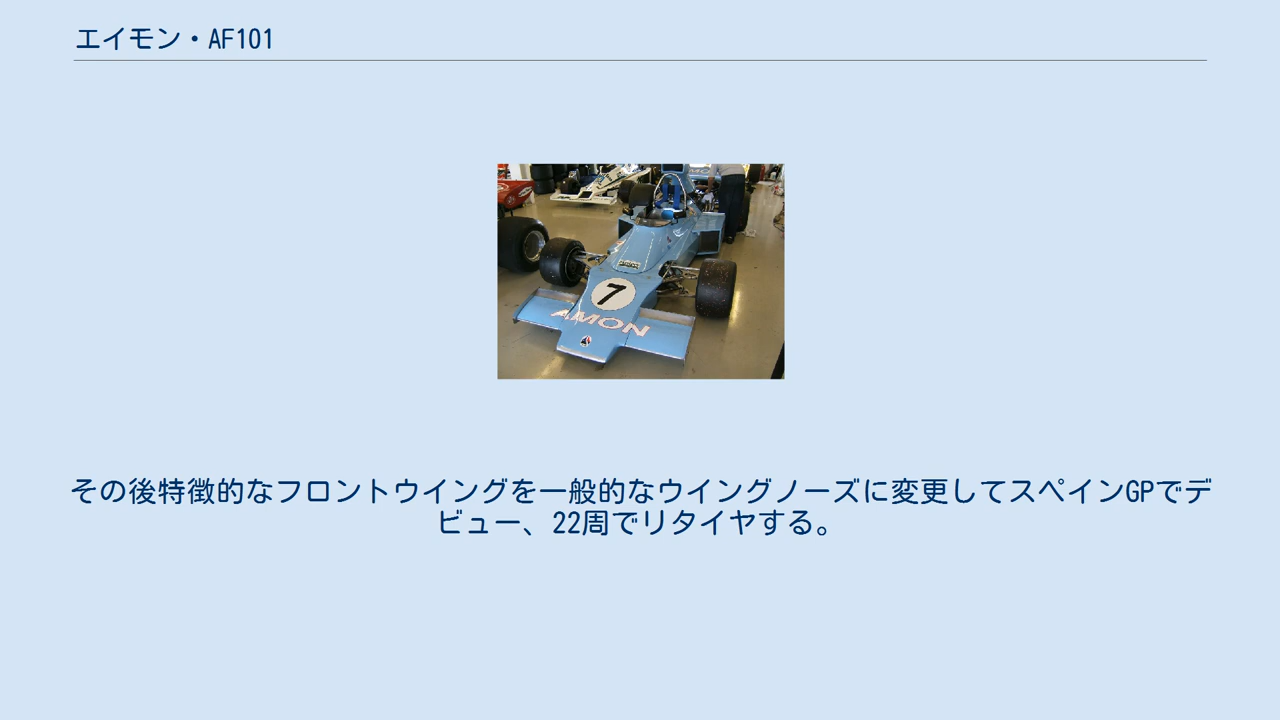 エイモン・AF101
7
AMON
その後特徴的なフロントウイングを一般的なウイングノーズに変更してスペインGPでデ
ビュー、22周でリタイヤする。